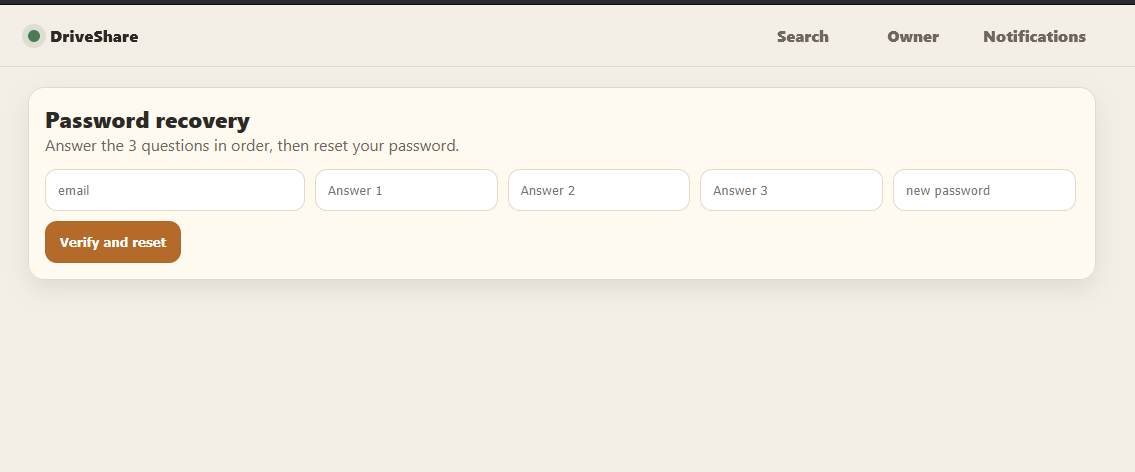 DriveShare Search Owner Notifications
Password recovery
Answer the 3 questions in order, then reset your password.
email Answer 1 Answer 2 Answer 3 new password
Verify and reset